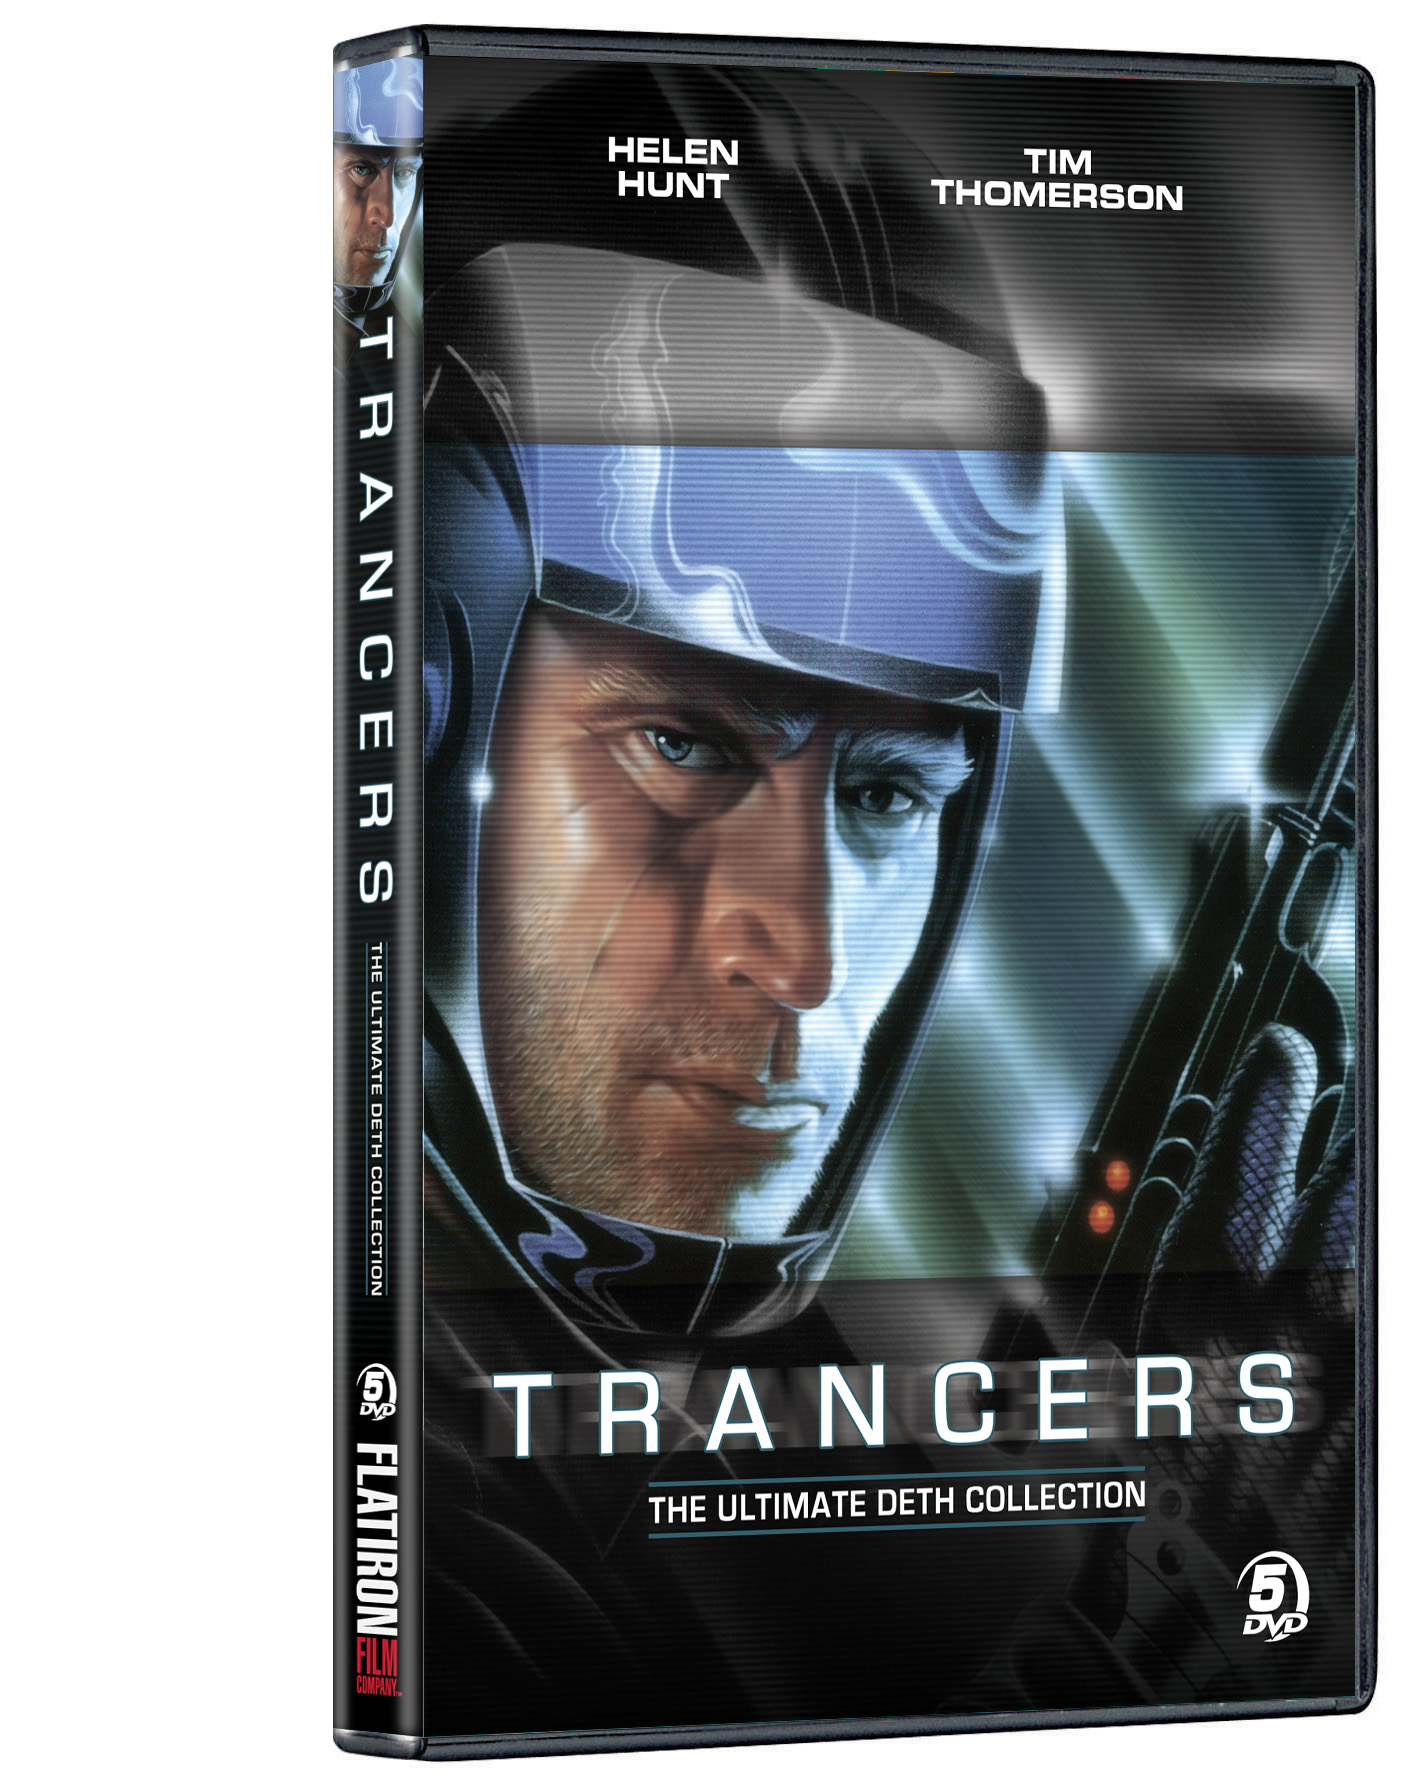 HELEN
HUNT
TIM
THOMERSON
TRANCERS
THE ULTIMATE DETH COLLECTION
5
DVD
TRANCERS
THE ULTIMATE DETH COLLECTION
5
DVD
FLATIRON
FILM
COMPANY™